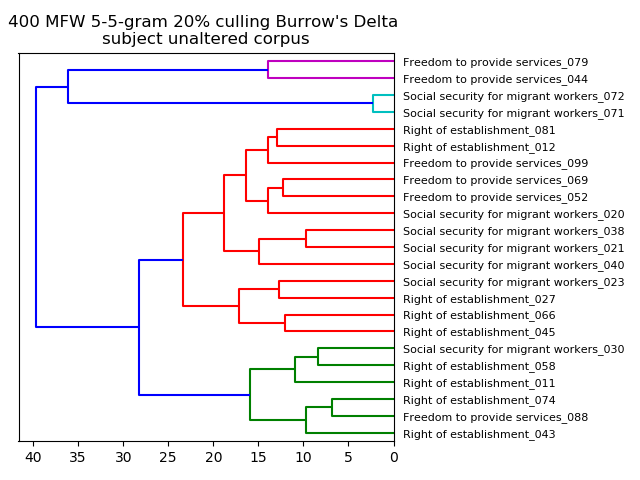 400 MFW 5-5-gram 20% culling Burrow's Delta
subject unaltered corpus
Freedom to provide services_079
Freedom to provide services_044
Social security for migrant workers_072
Social security for migrant workers_071
Right of establishment_081
Right of establishment_012
Freedom to provide services_099
Freedom to provide services_069
Freedom to provide services_052
Social security for migrant workers_020
Social security for migrant workers_038
Social security for migrant workers_021
Social security for migrant workers_040
Social security for migrant workers_023
Right of establishment_027
Right of establishment_066
Right of establishment_045
Social security for migrant workers_030
Right of establishment_058
Right of establishment_011
Right of establishment_074
Freedom to provide services_088
Right of establishment_043
40 35 30 25 20 15 10 5 0